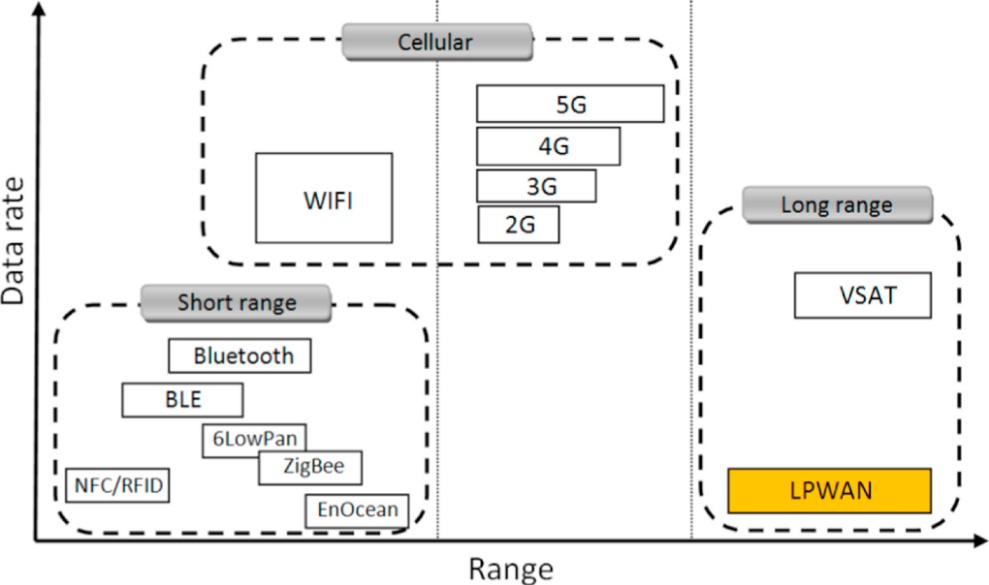 Cellular
5G
4G
WIFI
3G
2G
Data rate
Long range
VSAT
Short range
Bluetooth
BLE
6LowPan
ZigBee
NFC/RFID
EnOcean
LPWAN
Range